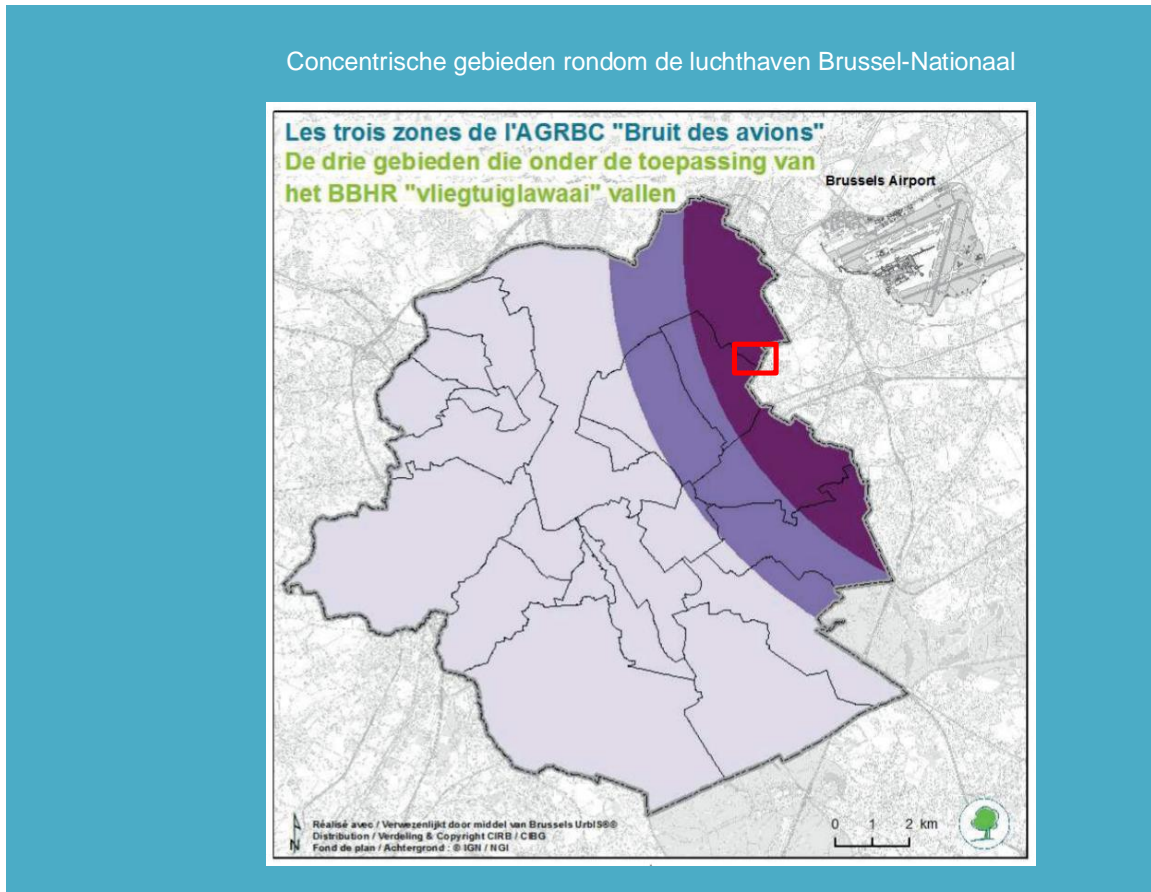 Concentrische gebieden rondom de luchthaven Brussel-Nationaal
Les trois zones de l'AGRBC "Bruit des avions"
De drie gebieden die onder de toepassing van
het BBHR "vliegtuiglawaai" vallen
Brussels Airport
Réalisé avec / Verwezenlijkt door middel van Brussels UrbIS®©
Distribution / Verdeling & Copyright CIRB / CIBG
Fond de plan / Achtergrond : © IGN / NGI
N
0 1 2 km